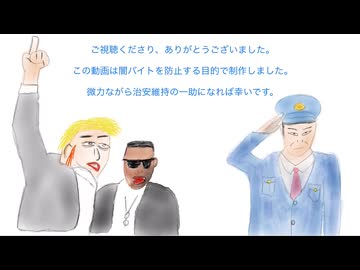 ご視聴くださり、ありがとうございました。
この動画は闇バイトを防止する目的で制作しました。
微力ながら治安維持の一助になれば幸いです。